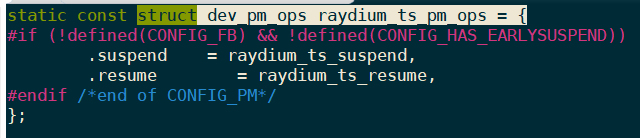 static const struct dev_pm_ops raydium_ts_pm_ops = {
#if (!defined(CONFIG_FB) && !defined(CONFIG_HAS_EARLYSUSPEND))
        .suspend    = raydium_ts_suspend,
        .resume        = raydium_ts_resume,
#endif /*end of CONFIG_PM*/
};